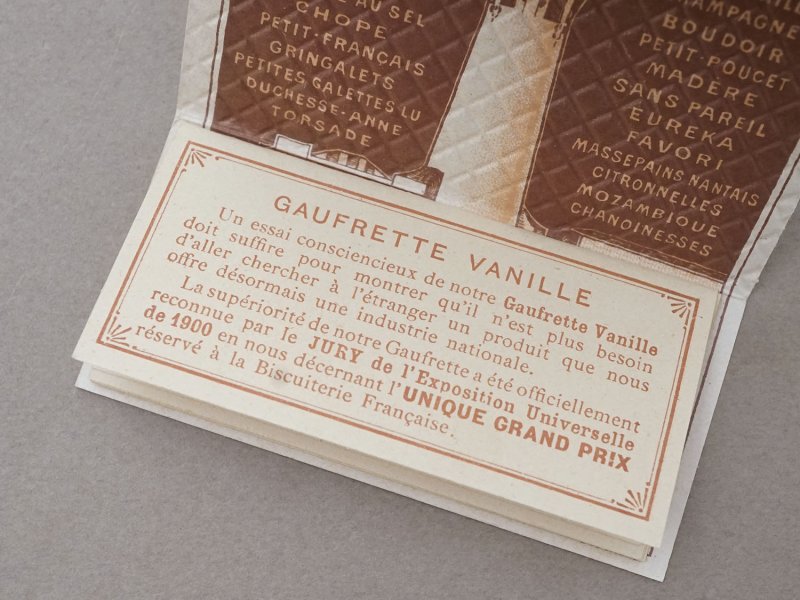 AU SEL
CHOPE
PETIT-FRANÇAIS
GRINGALETS
PETITES GALETTES LU
DUCHESSE-ANNE
TORSADE
CHAMPAGNE
BOUDOIR
PETIT-POUCET
MADÈRE
SANS PAREIL
EUREKA
FAVORI
MASSEPAINS NANTAIS
CITRONNELLES
MOZAMBIQUE
CHANOINESSES
GAUFRETTE VANILLE
Un essai consciencieux de notre Gaufrette Vanille
doit suffire pour montrer qu'il n'est plus besoin
d'aller chercher à l'étranger un produit que nous
offre désormais une industrie nationale.
La supériorité de notre Gaufrette a été officiellement
reconnue par le JURY de l'Exposition Universelle
de 1900 en nous décernant l'UNIQUE GRAND PRIX
réservé à la Biscuiterie Française.